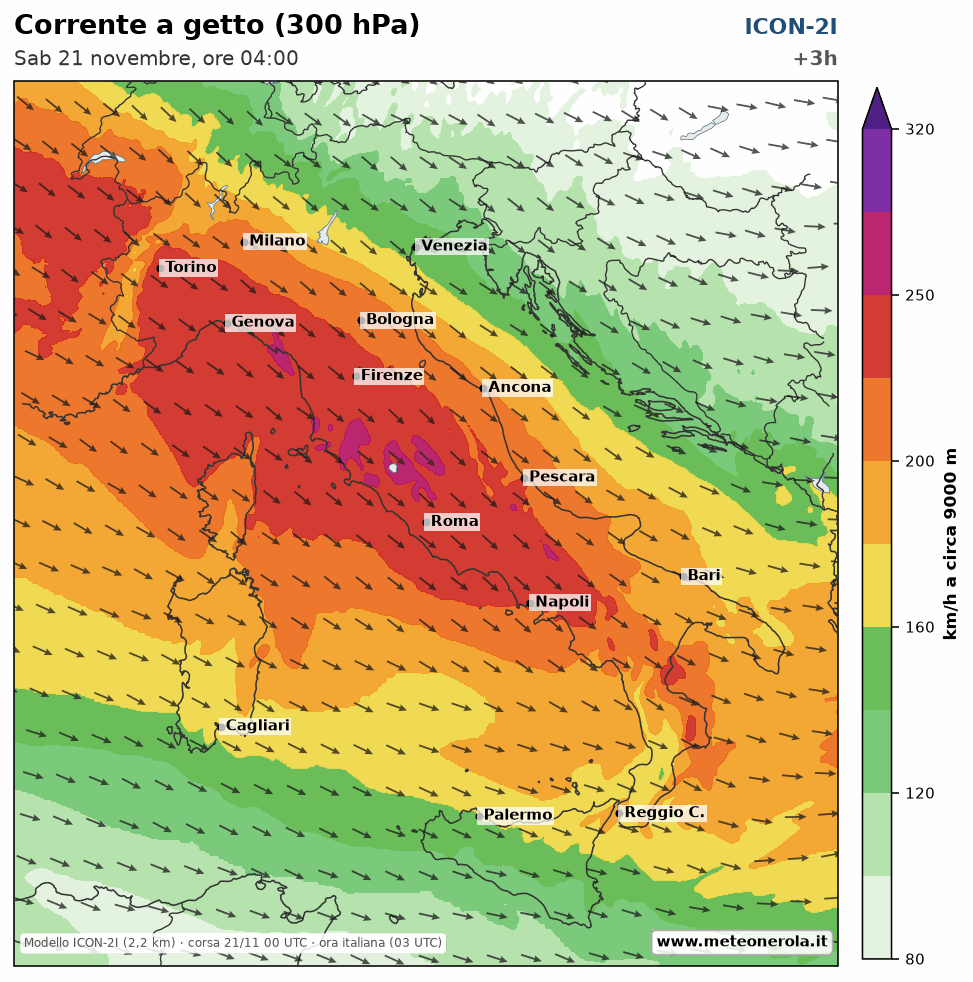 Corrente a getto (300 hPa)
ICON-2I
Sab 21 novembre, ore 04:00
+3h
Milano
Venezia
Torino
Genova
Bologna
Firenze
Ancona
Pescara
Roma
Bari
Napoli
Cagliari
Palermo
Reggio C.
320
250
200
160
120
80
km/h a circa 9000 m
Modello ICON-2I (2,2 km) · corsa 21/11 00 UTC · ora italiana (03 UTC)
www.meteonerola.it